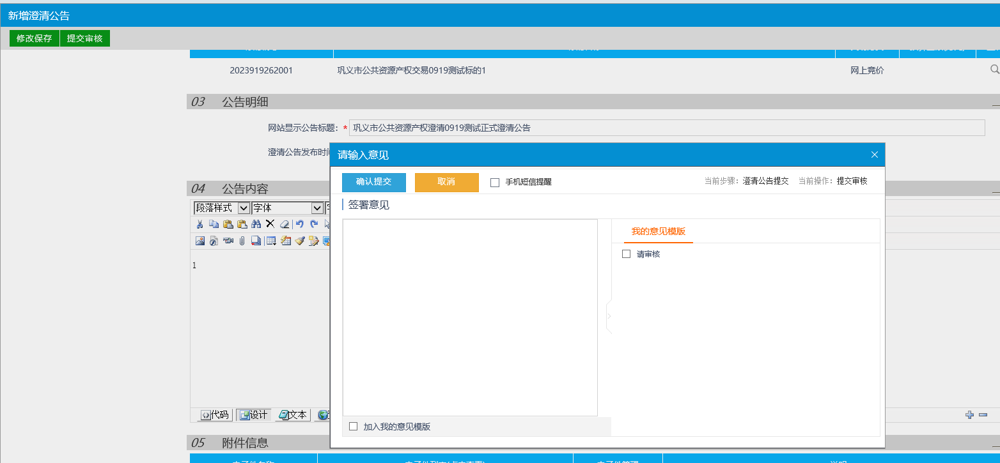 新增澄清公告
修改保存 提交审核
2023919262001 巩义市公共资源产权交易0919测试标的1 网上竞价
03 公告明细
网站显示公告标题：* 巩义市公共资源产权澄清0919测试正式澄清公告
澄清公告发布时间
请输入意见
确认提交 取消 手机短信提醒 当前步骤：澄清公告提交 当前操作：提交审核
签署意见
我的意见模版
请审核
加入我的意见模版
04 公告内容
段落样式 字体
1
代码 设计 文本
05 附件信息